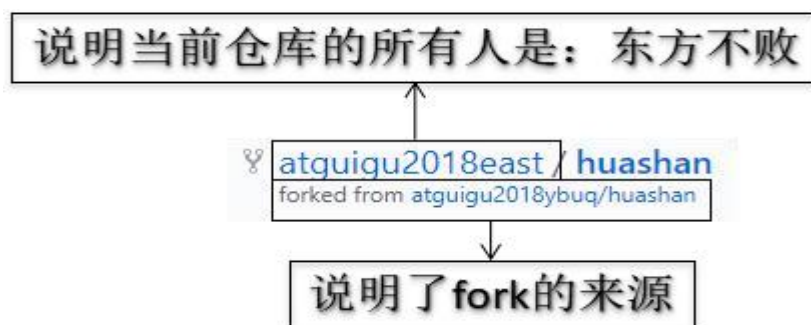 说明当前仓库的所有人是：东方不败
atguigu2018east / huashan
forked from atguigu2018ybuq/huashan
说明了fork的来源